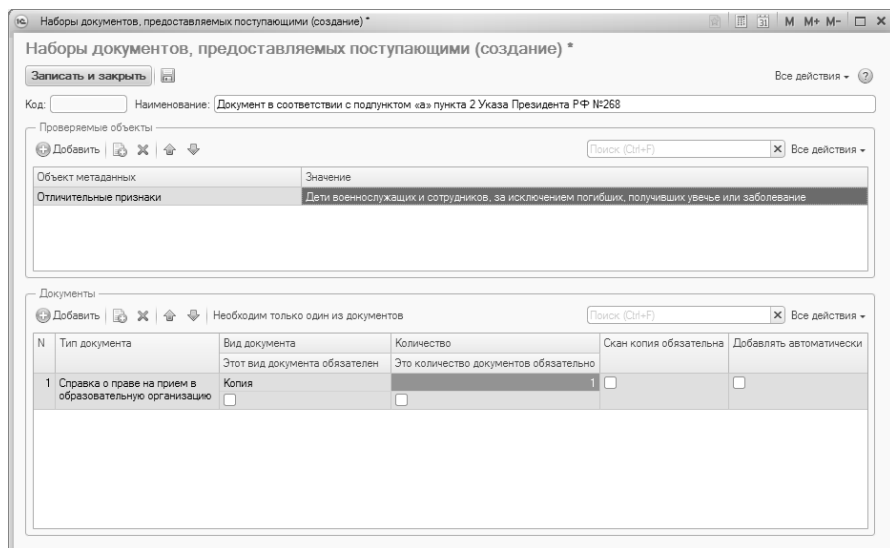 Наборы документов, предоставляемых поступающими (создание) *
31 M M+ M-
Наборы документов, предоставляемых поступающими (создание) *
Записать и закрыть Все действия
Код: Наименование: Документ в соответствии с подпунктом «а» пункта 2 Указа Президента РФ №268
Проверяемые объекты
Добавить Поиск (Ctrl+F) Все действия
Объект метаданных Значение
Отличительные признаки Дети военнослужащих и сотрудников, за исключением погибших, получивших увечье или заболевание
Документы
Добавить Необходим только один из документов Поиск (Ctrl+F) Все действия
N Тип документа Вид документа Количество Скан копия обязательна Добавлять автоматически
Этот вид документа обязателен Это количество документов обязательно
1 Справка о праве на прием в Копия 1
образовательную организацию